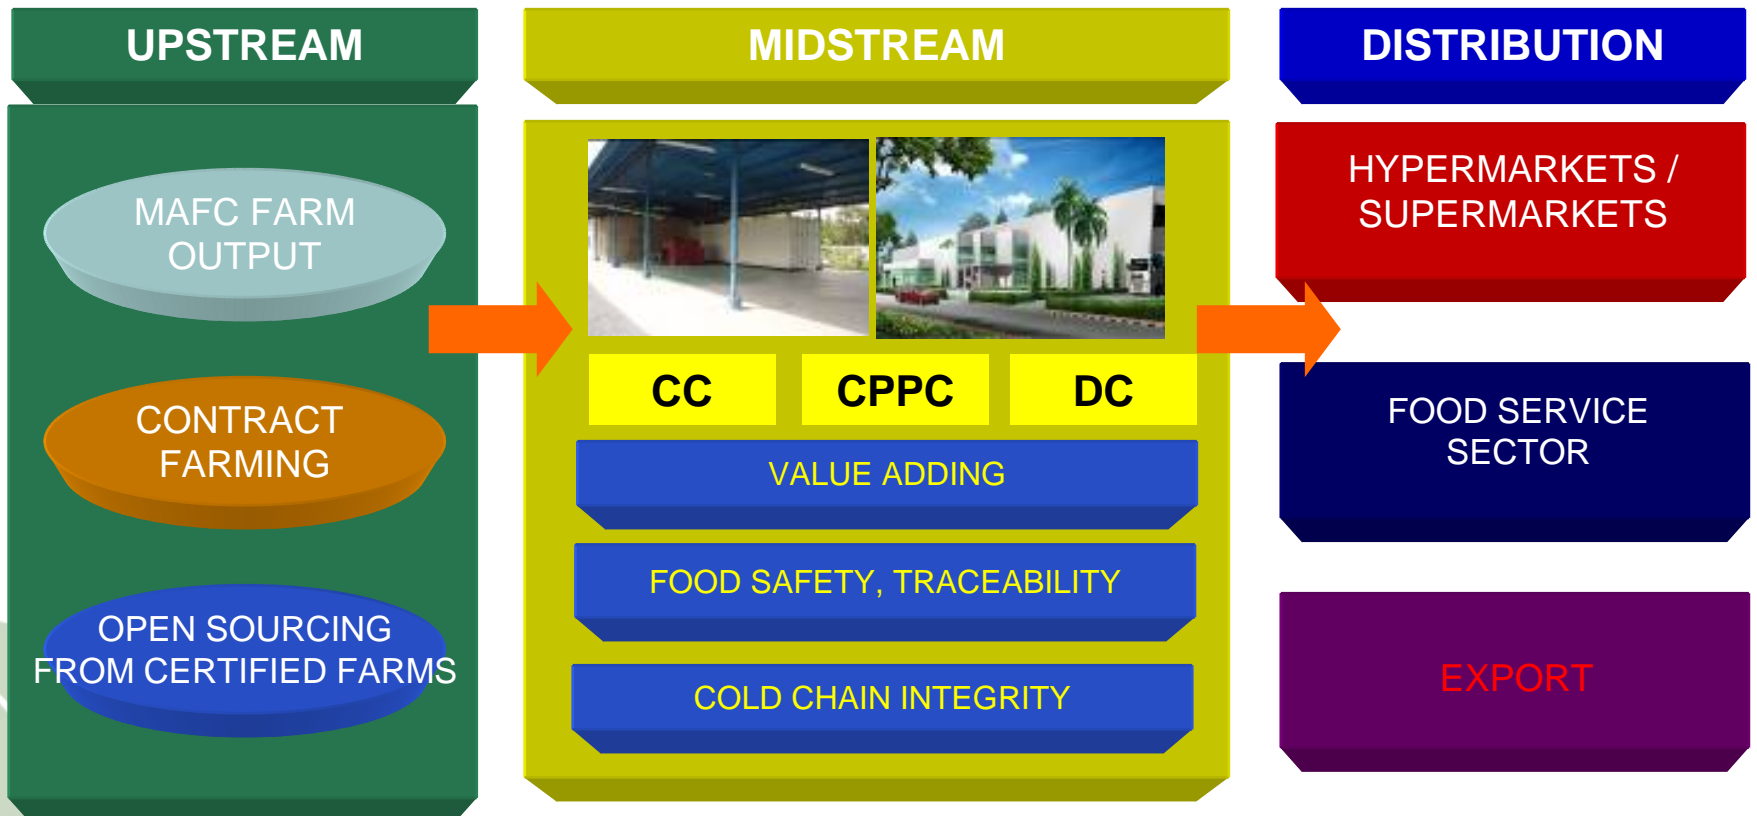 UPSTREAM
MAFC FARM
OUTPUT
CONTRACT
FARMING
OPEN SOURCING
FROM CERTIFIED FARMS
MIDSTREAM
CC
CPPC
DC
VALUE ADDING
FOOD SAFETY, TRACEABILITY
COLD CHAIN INTEGRITY
DISTRIBUTION
HYPERMARKETS /
SUPERMARKETS
FOOD SERVICE
SECTOR
EXPORT